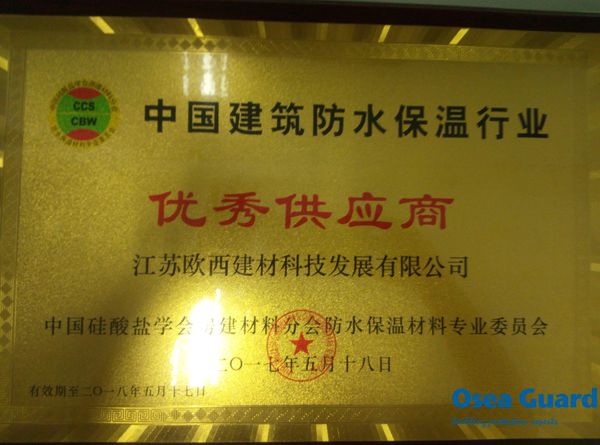 CCS
CBW
中国建筑防水保温行业
优秀供应商
江苏欧西建材科技发展有限公司
中国硅酸盐学会房建材料分会防水保温材料专业委员会
二〇一七年五月十八日
有效期至二〇一八年五月十七日
Osea Guard